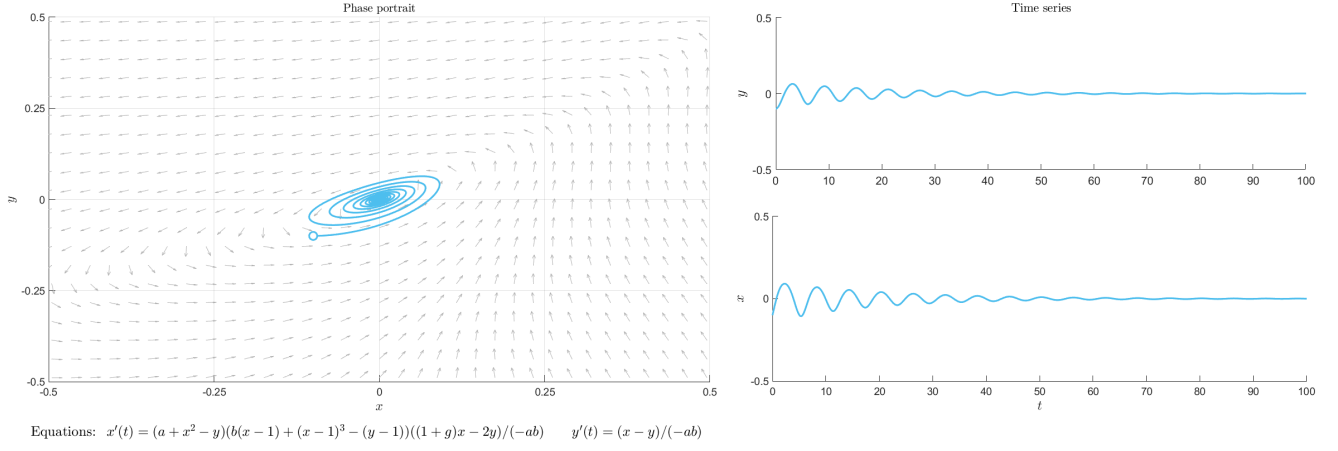 Phase portrait
0.5
0.25
y
0
-0.25
-0.5
-0.5 -0.25 0 0.25 0.5
x
Equations: x′(t) = (a + x² − y)(b(x − 1) + (x − 1)³ − (y − 1))((1 + g)x − 2y)/(−ab) y′(t) = (x − y)/(−ab)
Time series
0.5
y
0
-0.5
0 10 20 30 40 50 60 70 80 90 100
0.5
x
0
-0.5
0 10 20 30 40 50 60 70 80 90 100
t